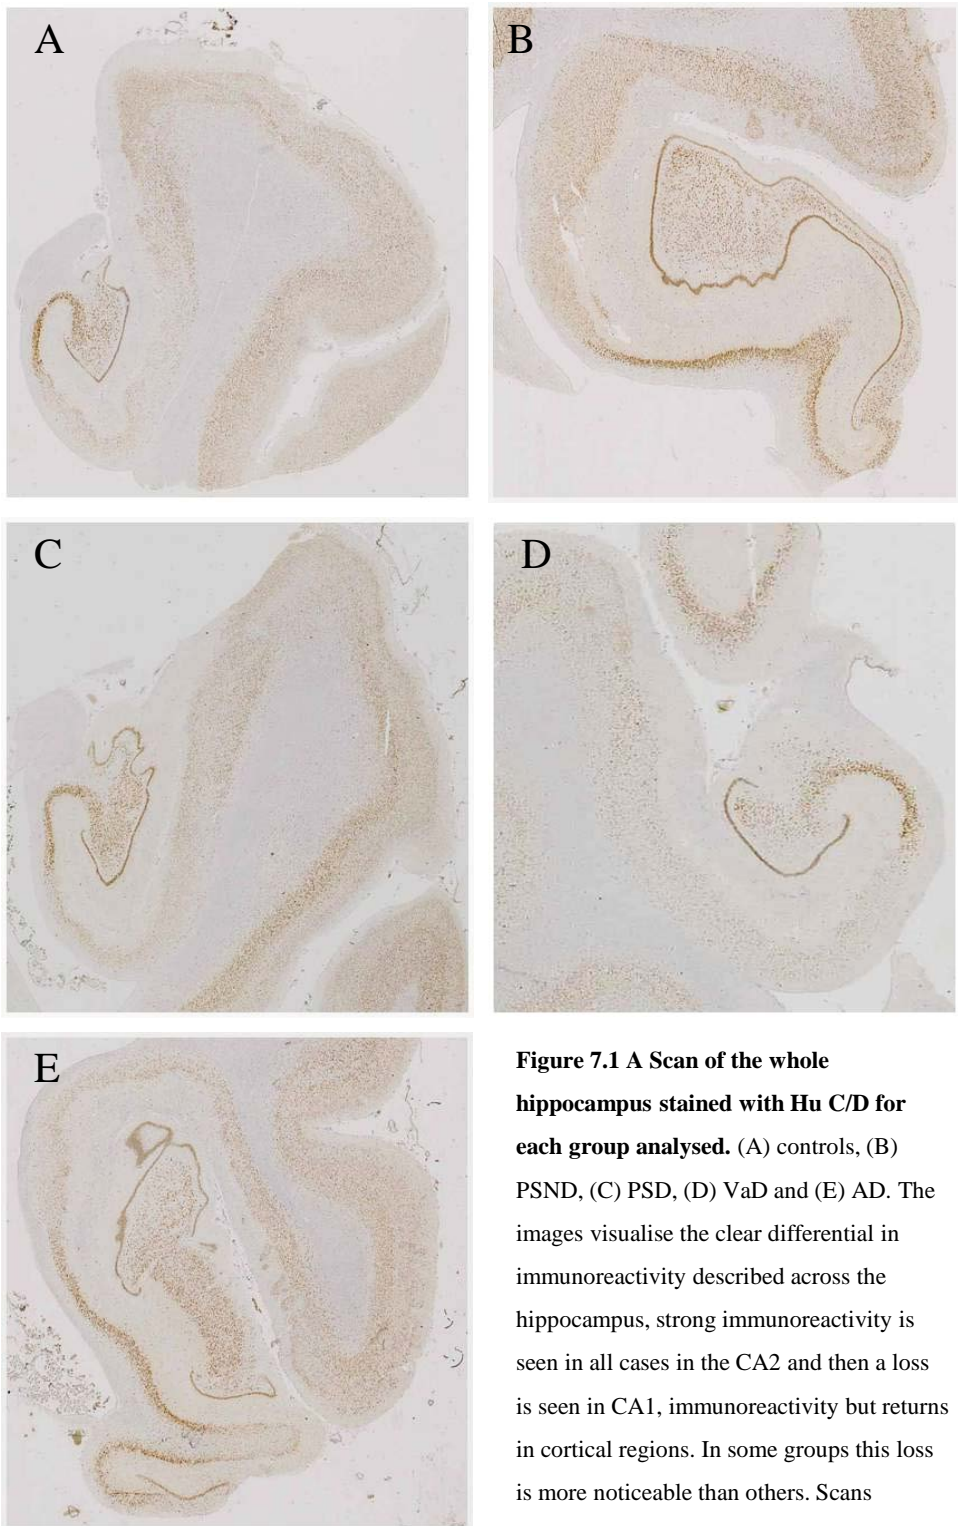 A
B
C
D
E
Figure 7.1 A Scan of the whole
hippocampus stained with Hu C/D for
each group analysed. (A) controls, (B)
PSND, (C) PSD, (D) VaD and (E) AD. The
images visualise the clear differential in
immunoreactivity described across the
hippocampus, strong immunoreactivity is
seen in all cases in the CA2 and then a loss
is seen in CA1, immunoreactivity but returns
in cortical regions. In some groups this loss
is more noticeable than others. Scans